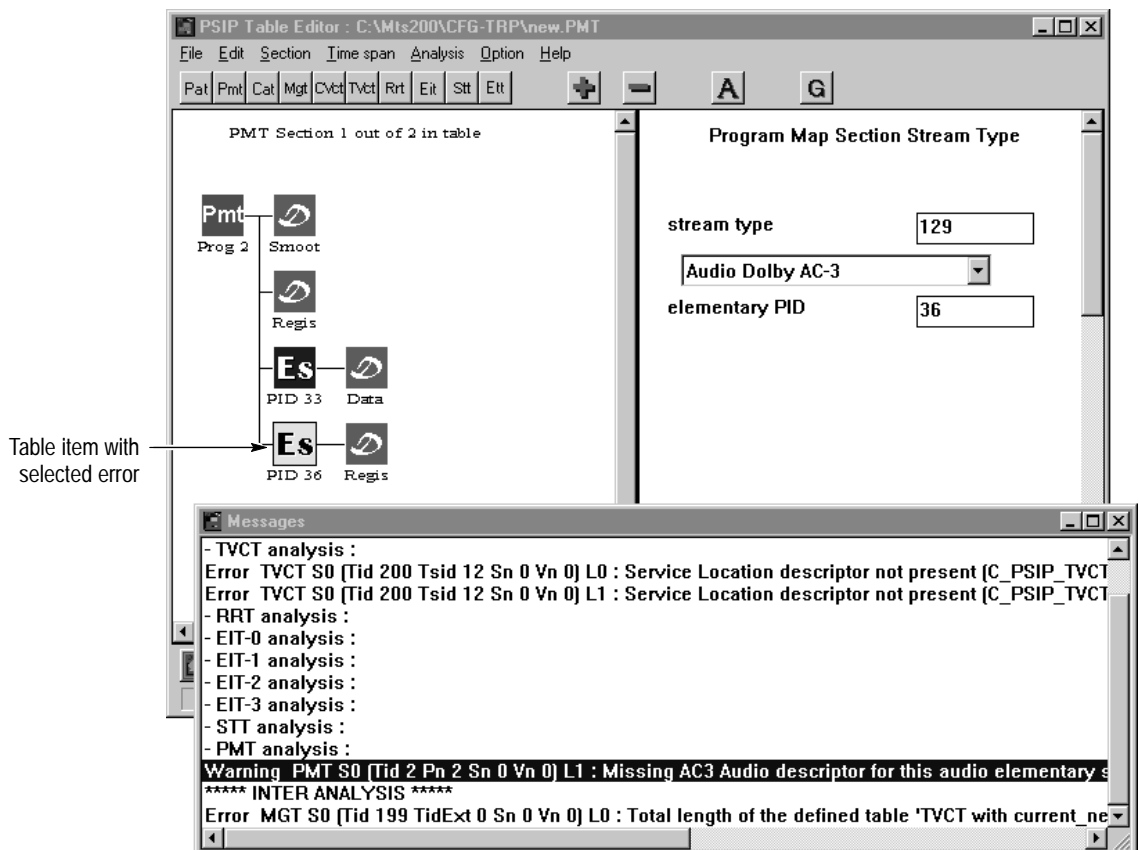 PSIP Table Editor : C:\Mts200\CFG-TRP\new.PMT
File Edit Section Time span Analysis Option Help
Pat Pmt Cat Mgt CVct TVct Rrt Eit Stt Ett A G
PMT Section 1 out of 2 in table
Program Map Section Stream Type
Pmt
Prog 2 Smoot
stream type 129
Audio Dolby AC-3
elementary PID 36
Regis
Es
PID 33 Data
Table item with
selected error
Es
PID 36 Regis
Messages
- TVCT analysis :
Error TVCT S0 (Tid 200 Tsid 12 Sn 0 Vn 0) L0 : Service Location descriptor not present (C_PSIP_TVCT
Error TVCT S0 (Tid 200 Tsid 12 Sn 0 Vn 0) L1 : Service Location descriptor not present (C_PSIP_TVCT
- RRT analysis :
- EIT-0 analysis :
- EIT-1 analysis :
- EIT-2 analysis :
- EIT-3 analysis :
- STT analysis :
- PMT analysis :
Warning PMT S0 (Tid 2 Pn 2 Sn 0 Vn 0) L1 : Missing AC3 Audio descriptor for this audio elementary s
***** INTER ANALYSIS *****
Error MGT S0 (Tid 199 TidExt 0 Sn 0 Vn 0) L0 : Total length of the defined table 'TVCT with current_ne